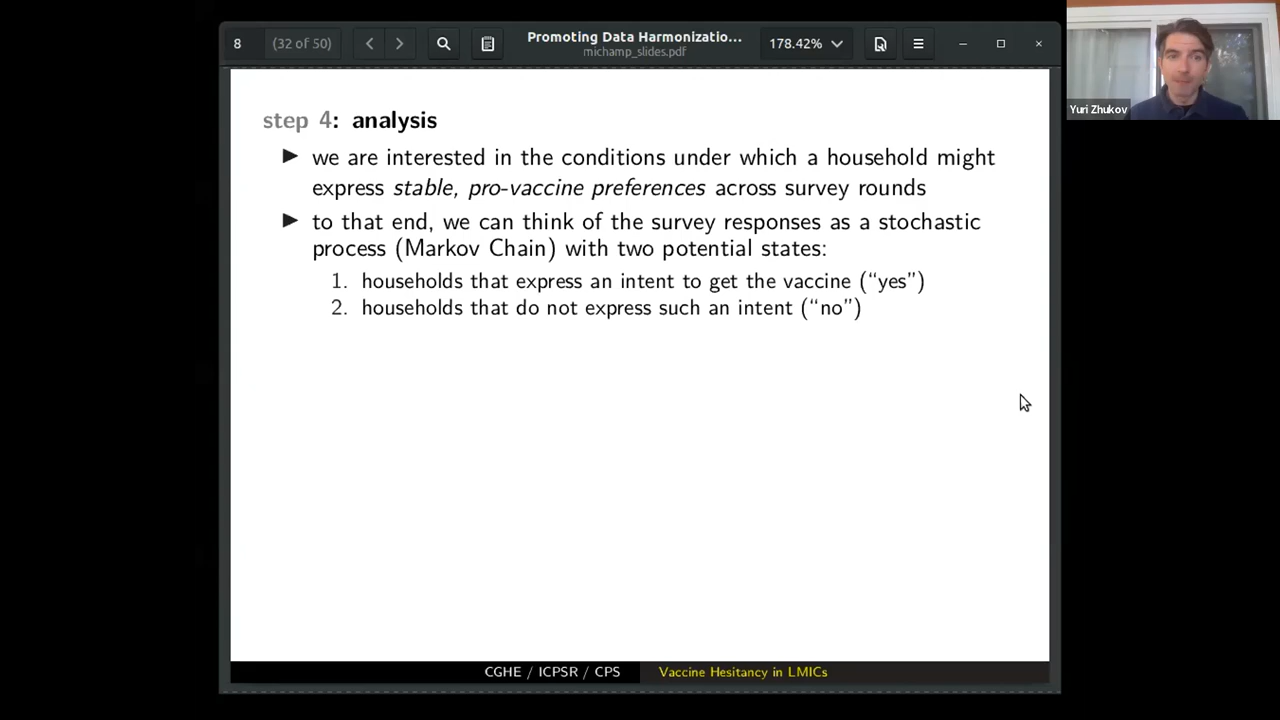 8 (32 of 50) Promoting Data Harmonizatio... 178.42%
michamp_slides.pdf
Yuri Zhukov
step 4: analysis
▶ we are interested in the conditions under which a household might
express stable, pro-vaccine preferences across survey rounds
▶ to that end, we can think of the survey responses as a stochastic
process (Markov Chain) with two potential states:
1. households that express an intent to get the vaccine (“yes”)
2. households that do not express such an intent (“no”)
CGHE / ICPSR / CPS Vaccine Hesitancy in LMICs